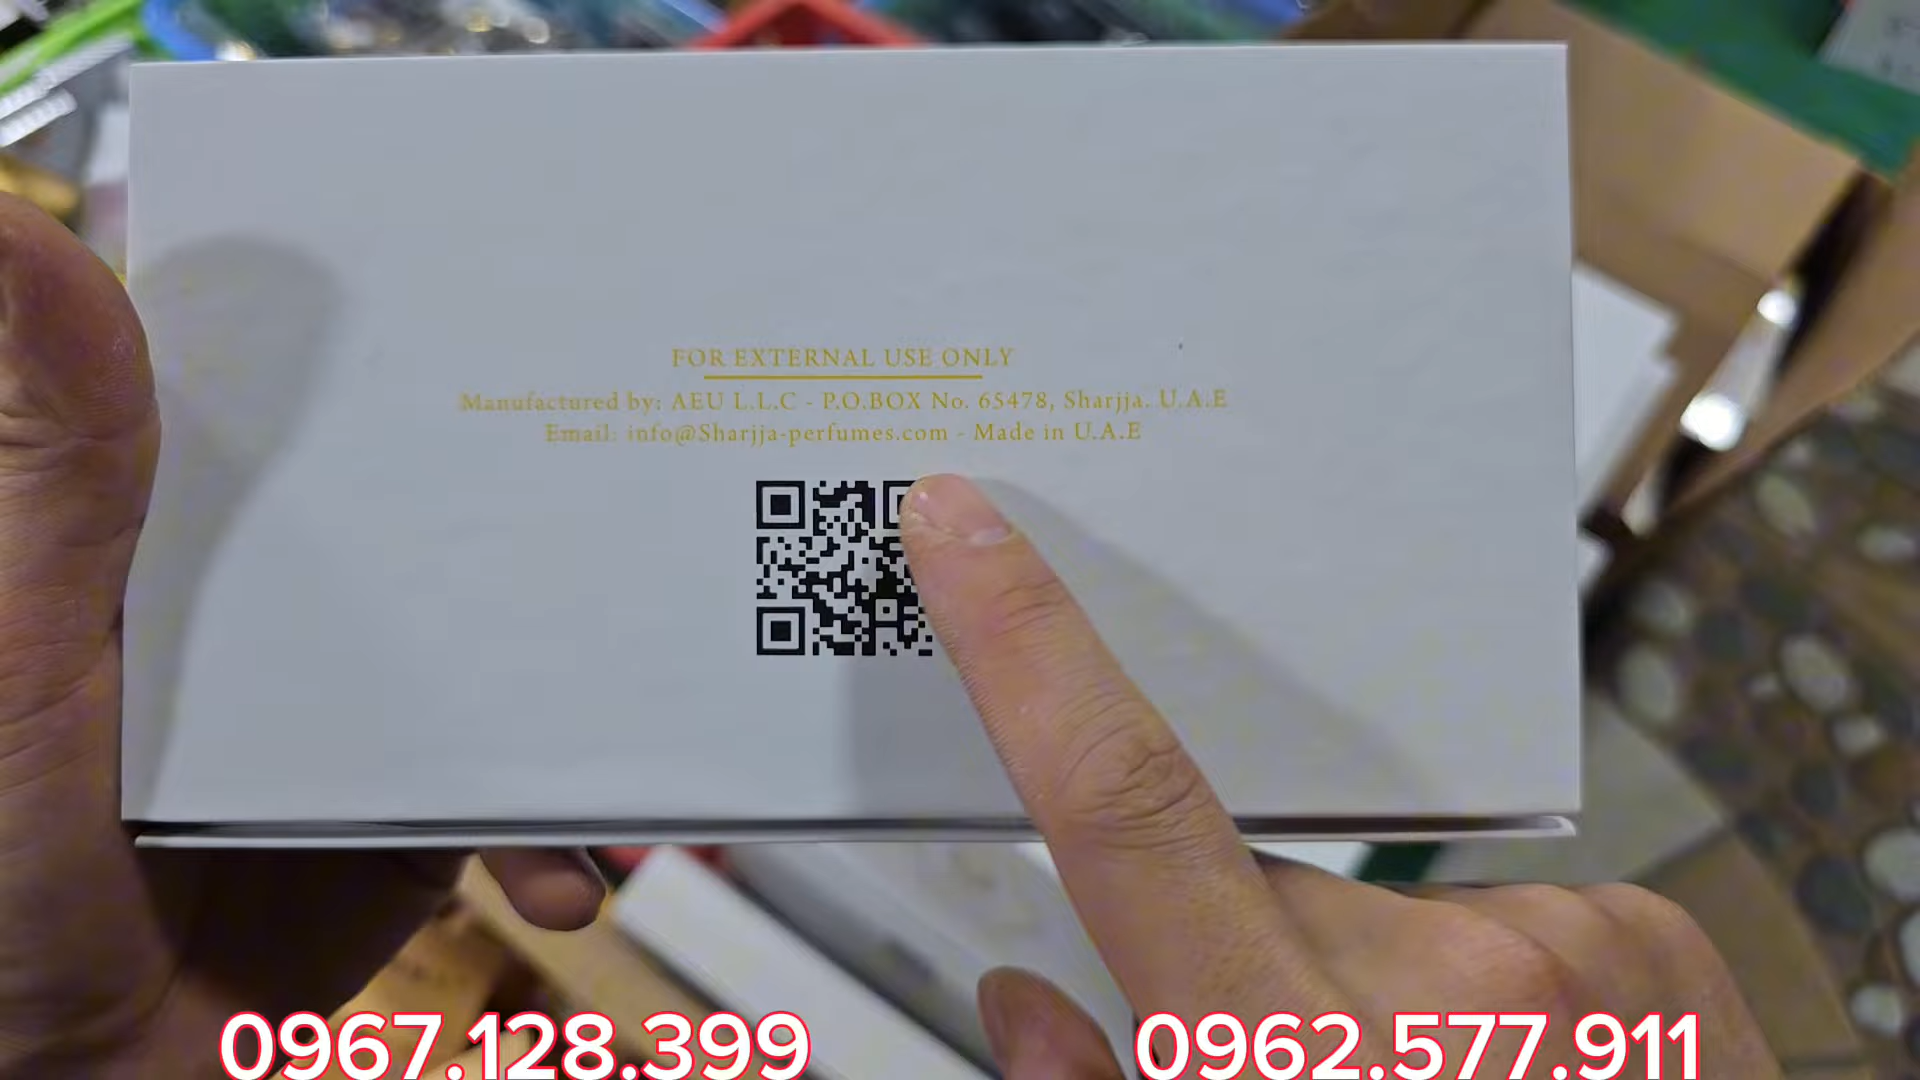 FOR EXTERNAL USE ONLY
Manufactured by: AEU L.L.C - P.O.BOX No. 65478, Sharjja. U.A.E
Email: info@Sharjja-perfumes.com - Made in U.A.E
0967.128.399
0962.577.911